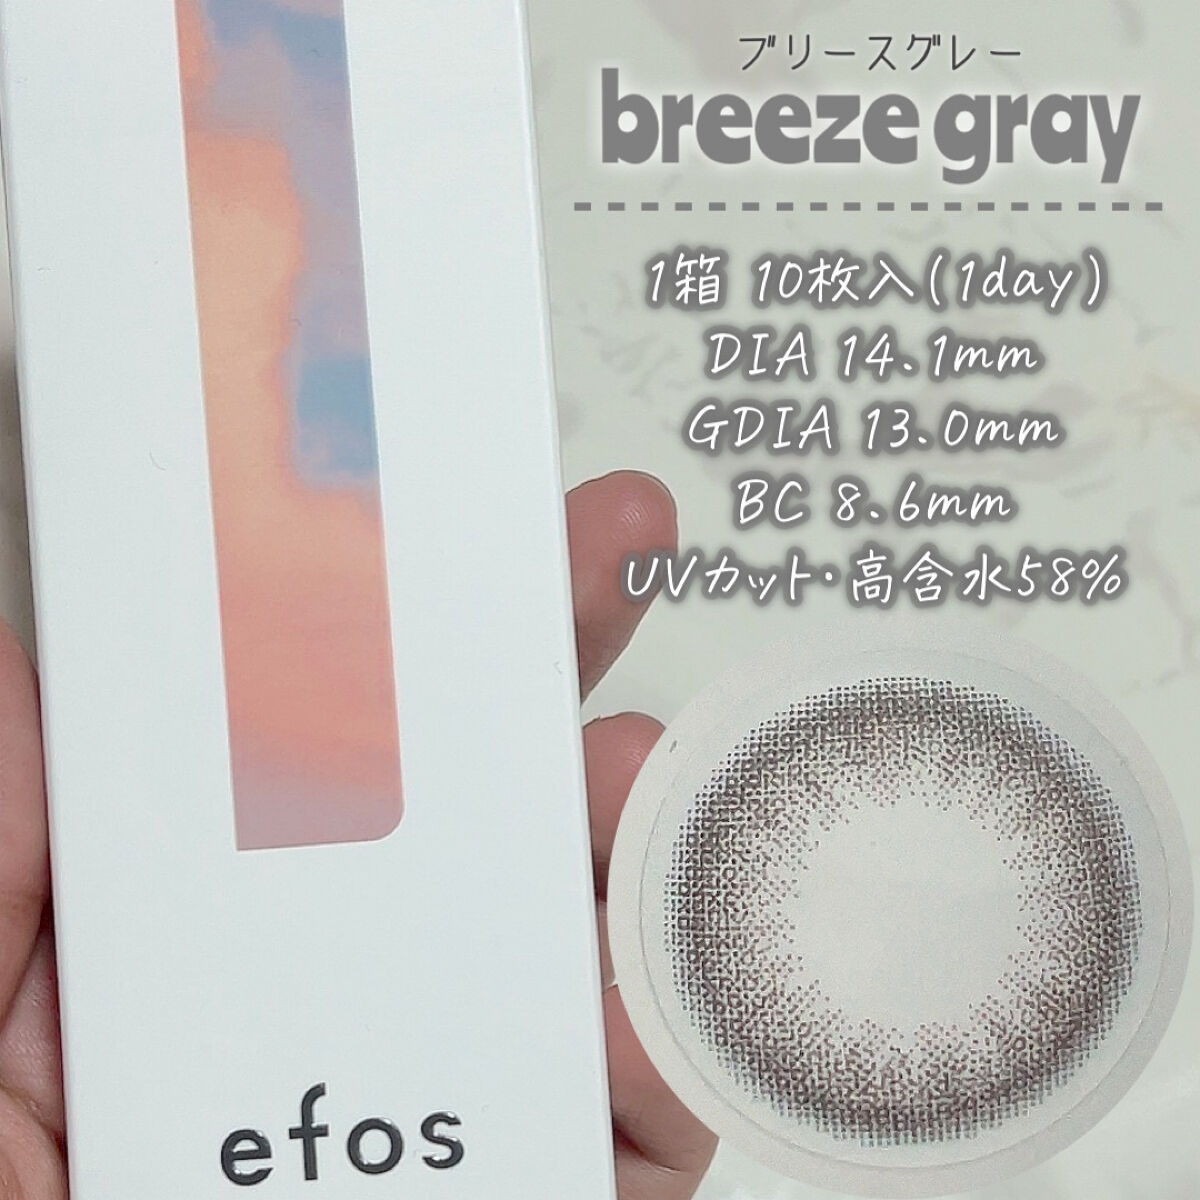 ブリースグレー
breeze gray
1箱 10枚入(1day)
DIA 14.1mm
GDIA 13.0mm
BC 8.6mm
UVカット・高含水58%
efos